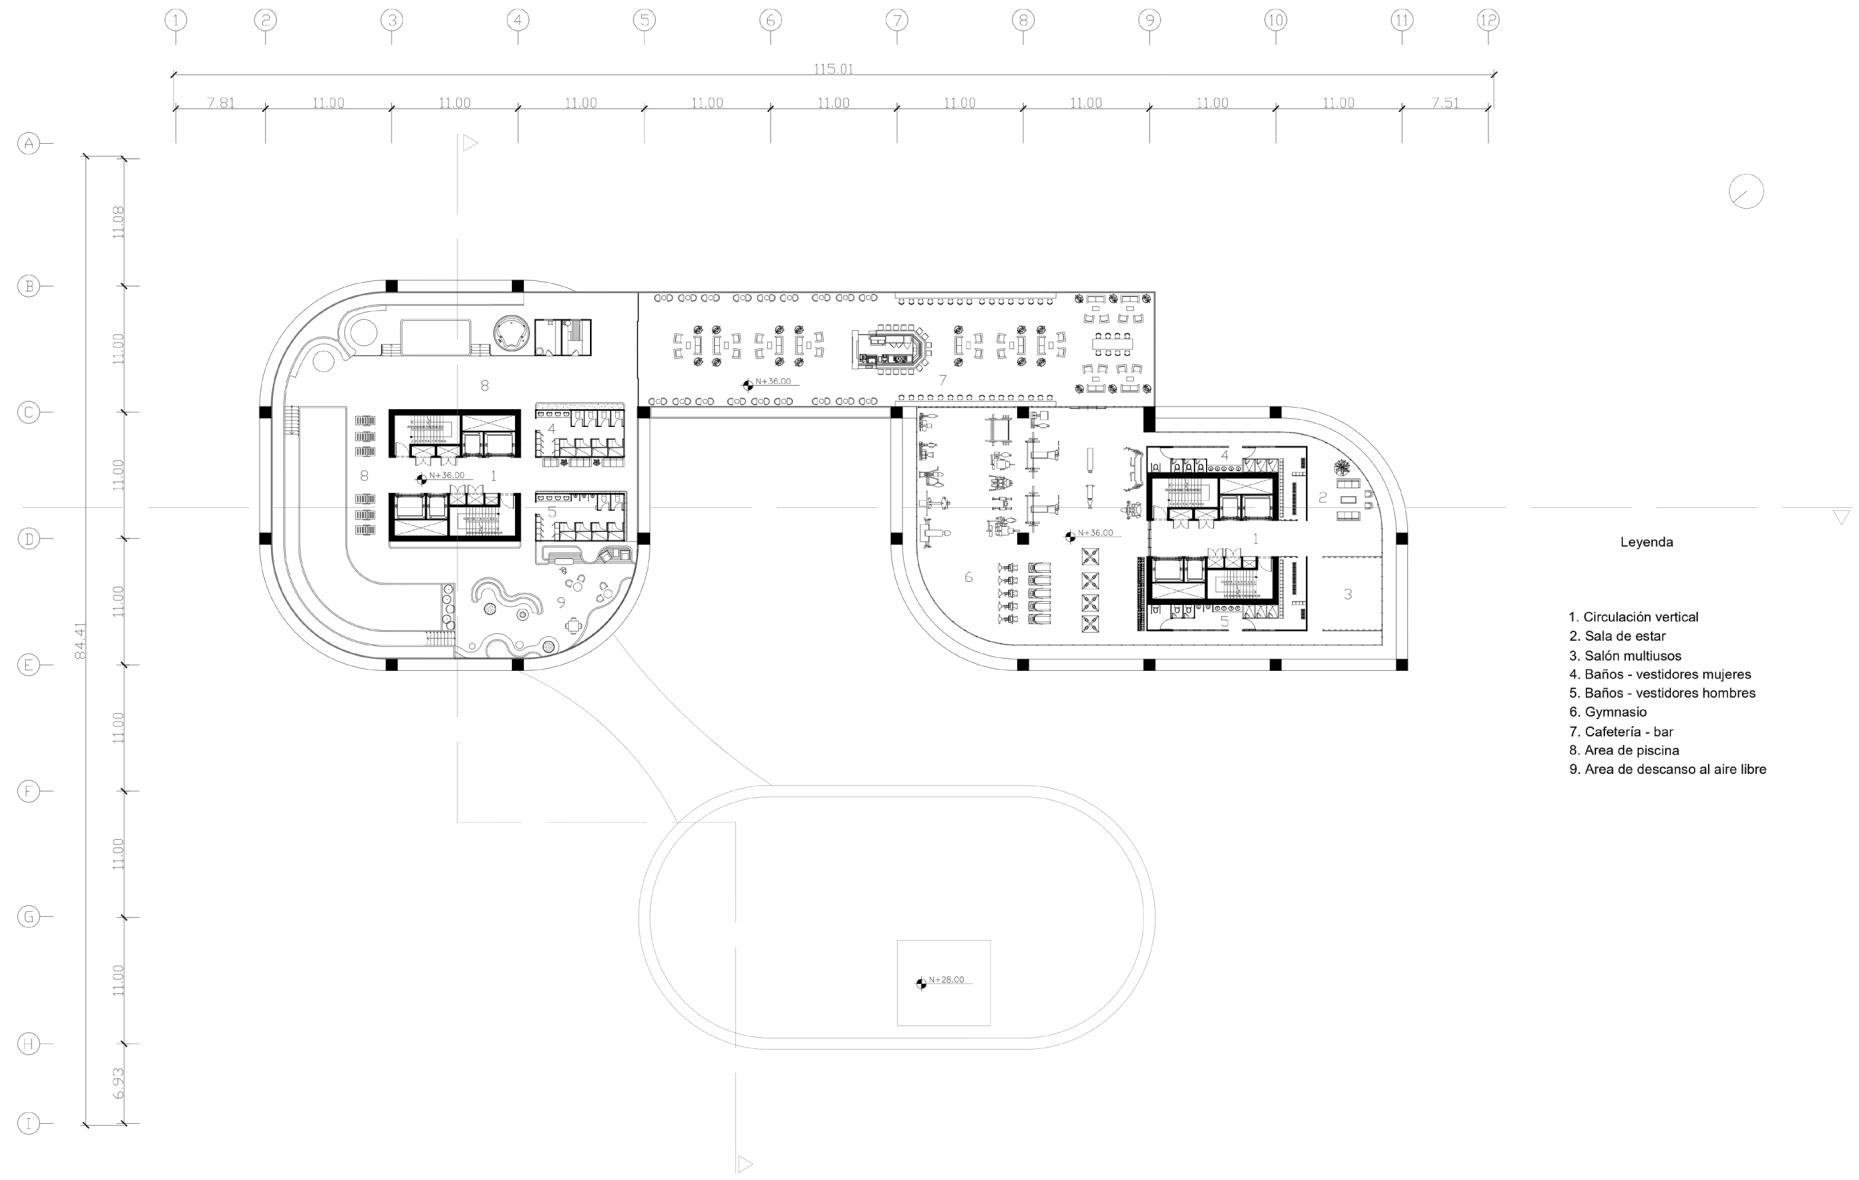 1 2 3 4 5 6 7 8 9 10 11 12
115.01
7.81 11.00 11.00 11.00 11.00 11.00 11.00 11.00 11.00 11.00 7.51
A
11.08
B
11.00
8
7
N+36.00
C
4
4
11.00
8
N+36.00
1
2
5
N+36.00
1
D
Leyenda
6
3
9
11.00
5
84.41
1. Circulación vertical
2. Sala de estar
3. Salón multiusos
4. Baños - vestidores mujeres
5. Baños - vestidores hombres
6. Gymnasio
7. Cafetería - bar
8. Area de piscina
9. Area de descanso al aire libre
E
11.00
F
11.00
G
11.00
N+28.00
H
6.93
I